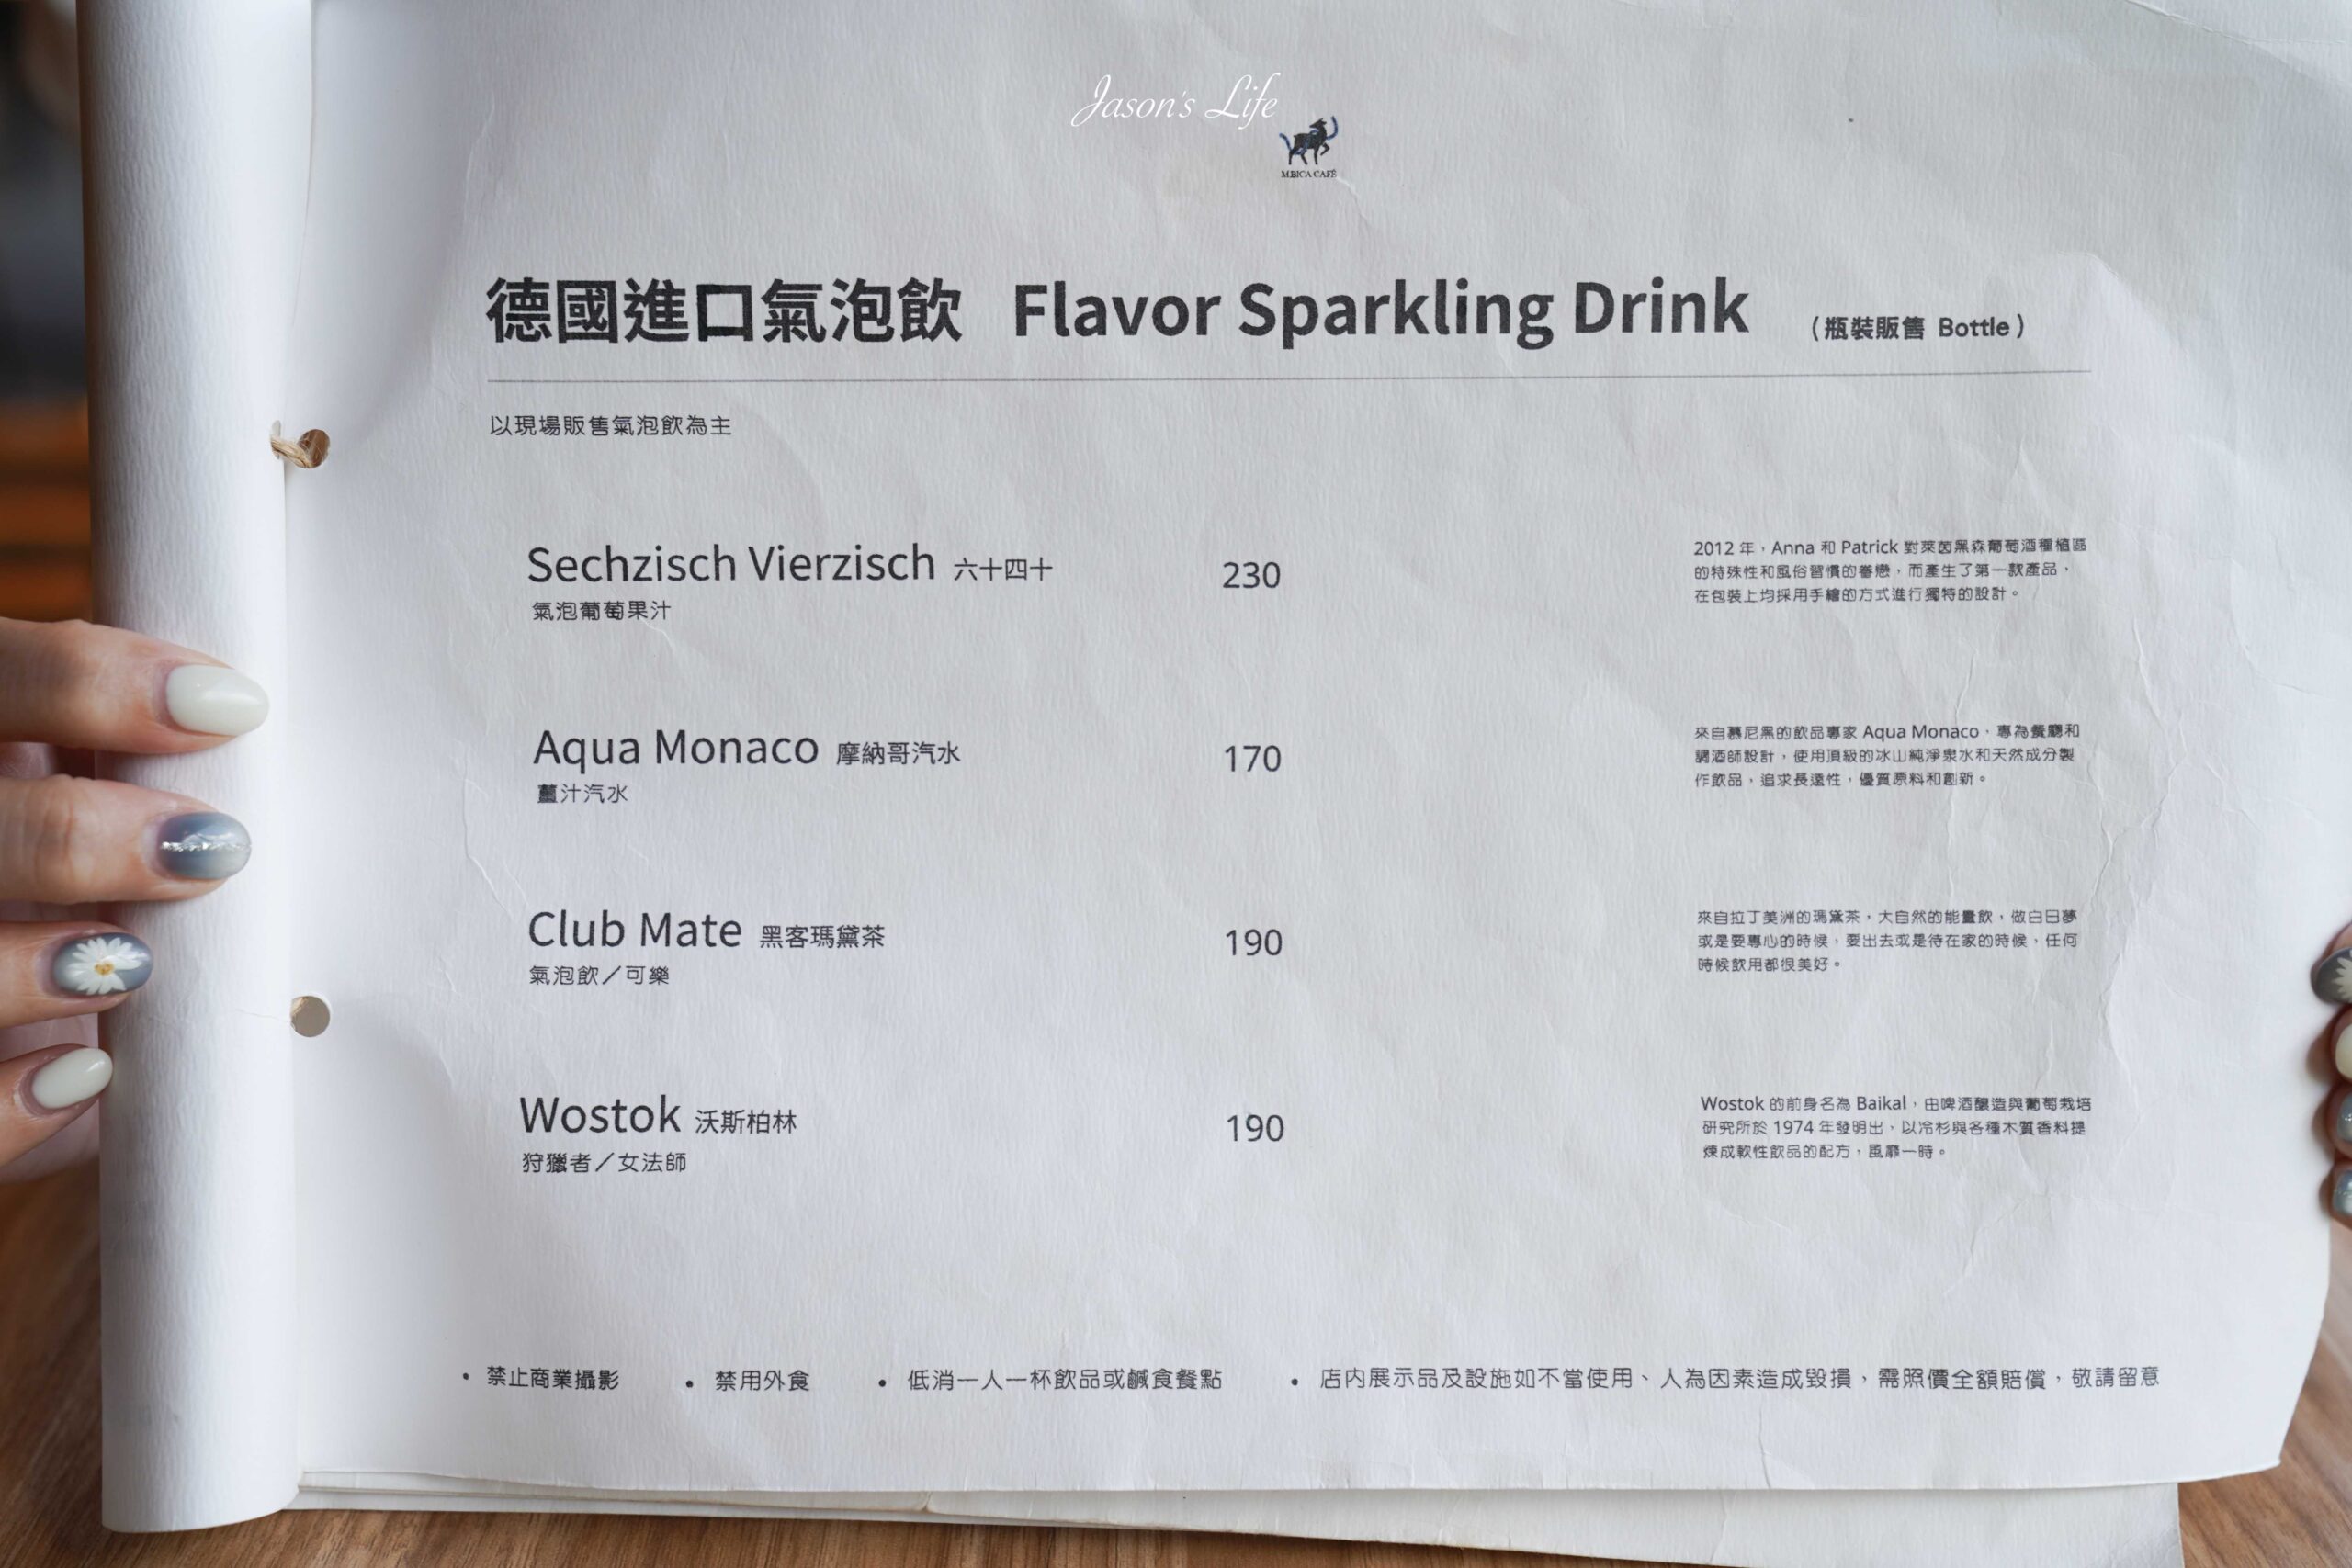 Jason's Life
M.BICA CAFÉ
德國進口氣泡飲 Flavor Sparkling Drink （瓶裝販售 Bottle）
以現場販售氣泡飲為主
Sechzisch Vierzisch 六十四十 230
氣泡葡萄果汁
2012 年，Anna 和 Patrick 對萊茵黑森葡萄酒種植區
的特殊性和風俗習慣的眷戀，而產生了第一款產品，
在包裝上均採用手繪的方式進行獨特的設計。
Aqua Monaco 摩納哥汽水 170
薑汁汽水
來自慕尼黑的飲品專家 Aqua Monaco，專為餐廳和
調酒師設計，使用頂級的冰山純淨泉水和天然成分製
作飲品，追求長遠性，優質原料和創新。
Club Mate 黑客瑪黛茶 190
氣泡飲／可樂
來自拉丁美洲的瑪黛茶，大自然的能量飲，做白日夢
或是要專心的時候，要出去或是待在家的時候，任何
時候飲用都很美好。
Wostok 沃斯柏林 190
狩獵者／女法師
Wostok 的前身名為 Baikal，由啤酒釀造與葡萄栽培
研究所於 1974 年發明出，以冷杉與各種木質香料提
煉成軟性飲品的配方，風靡一時。
• 禁止商業攝影 • 禁用外食 • 低消一人一杯飲品或鹹食餐點 • 店內展示品及設施如不當使用、人為因素造成毀損，需照價全額賠償，敬請留意